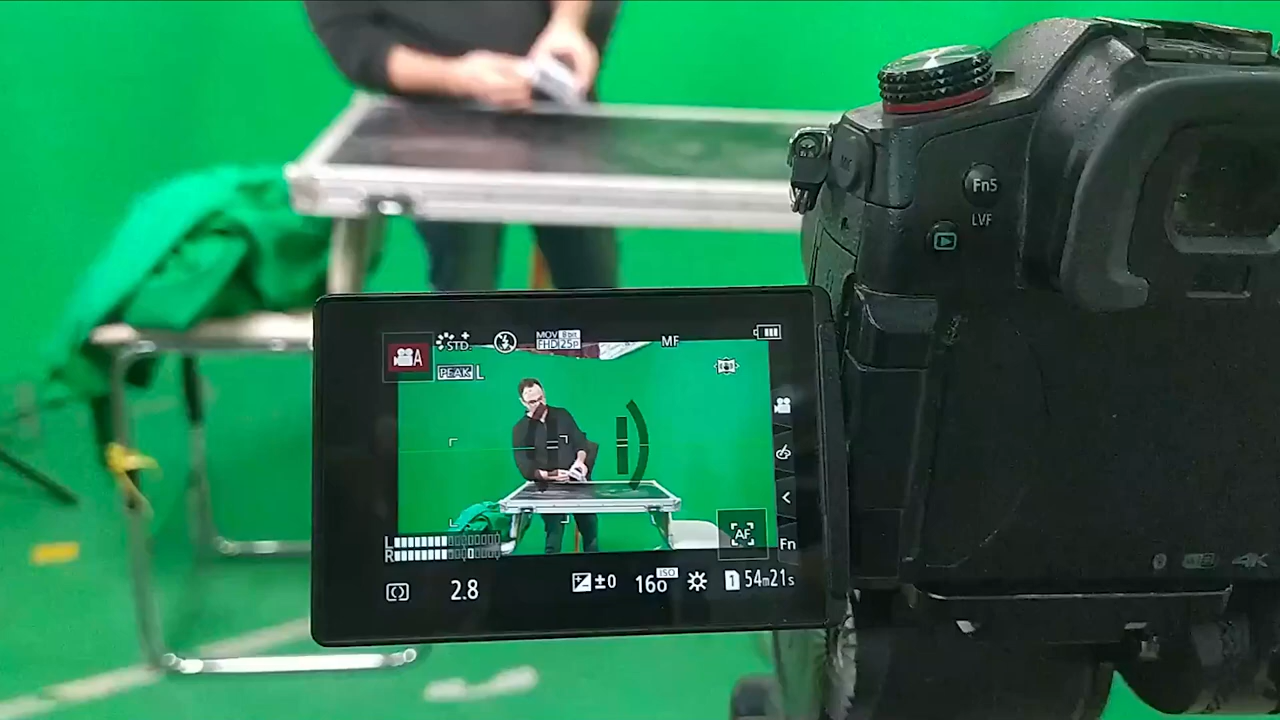 Fn5
LVF
A STD. MOV 8bit MF
FHD 25p
PEAK L
AF
L
R
Fn
2.8 ±0 160 ISO 1 54m21s
4K